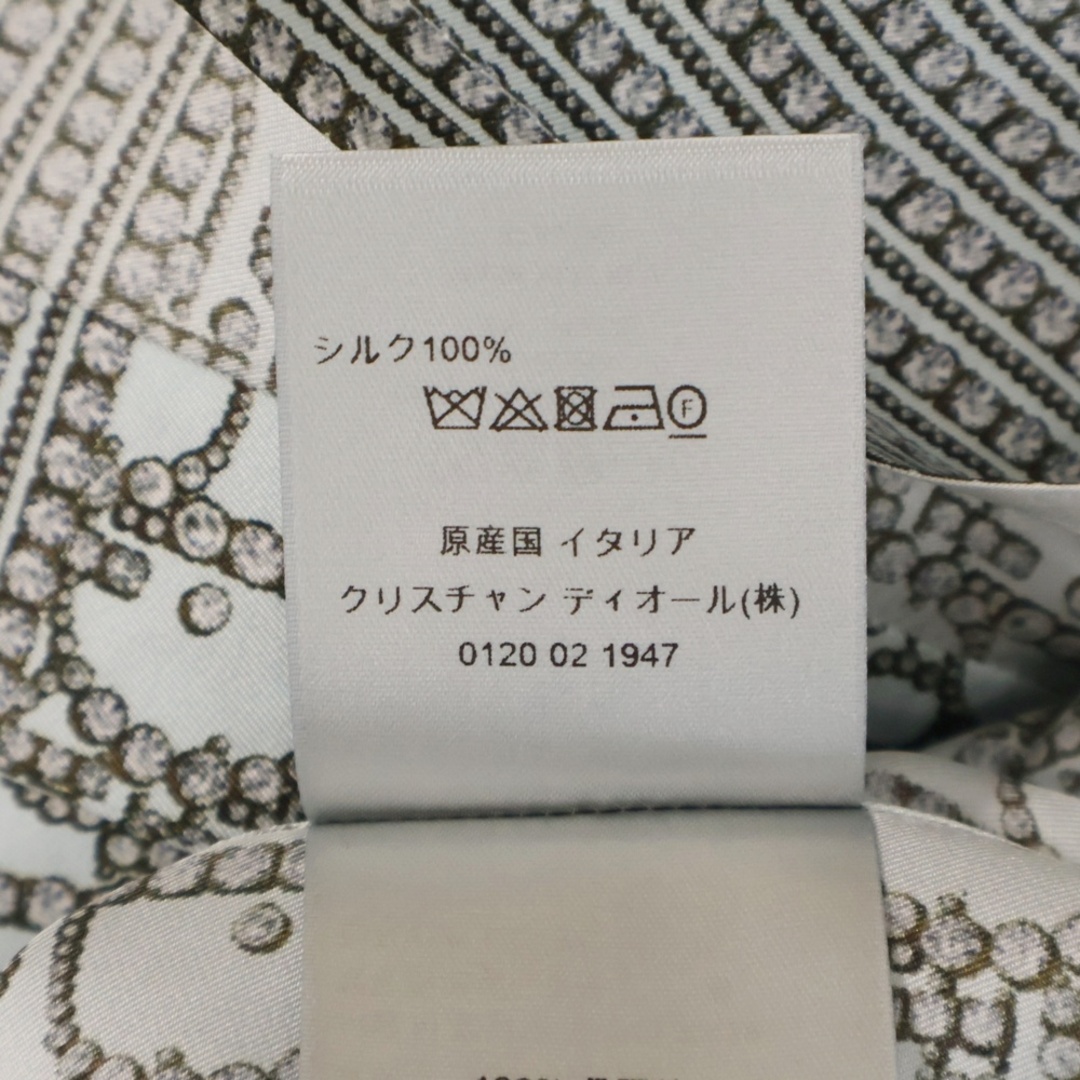 シルク100%
F
原産国 イタリア
クリスチャン ディオール(株)
0120 02 1947